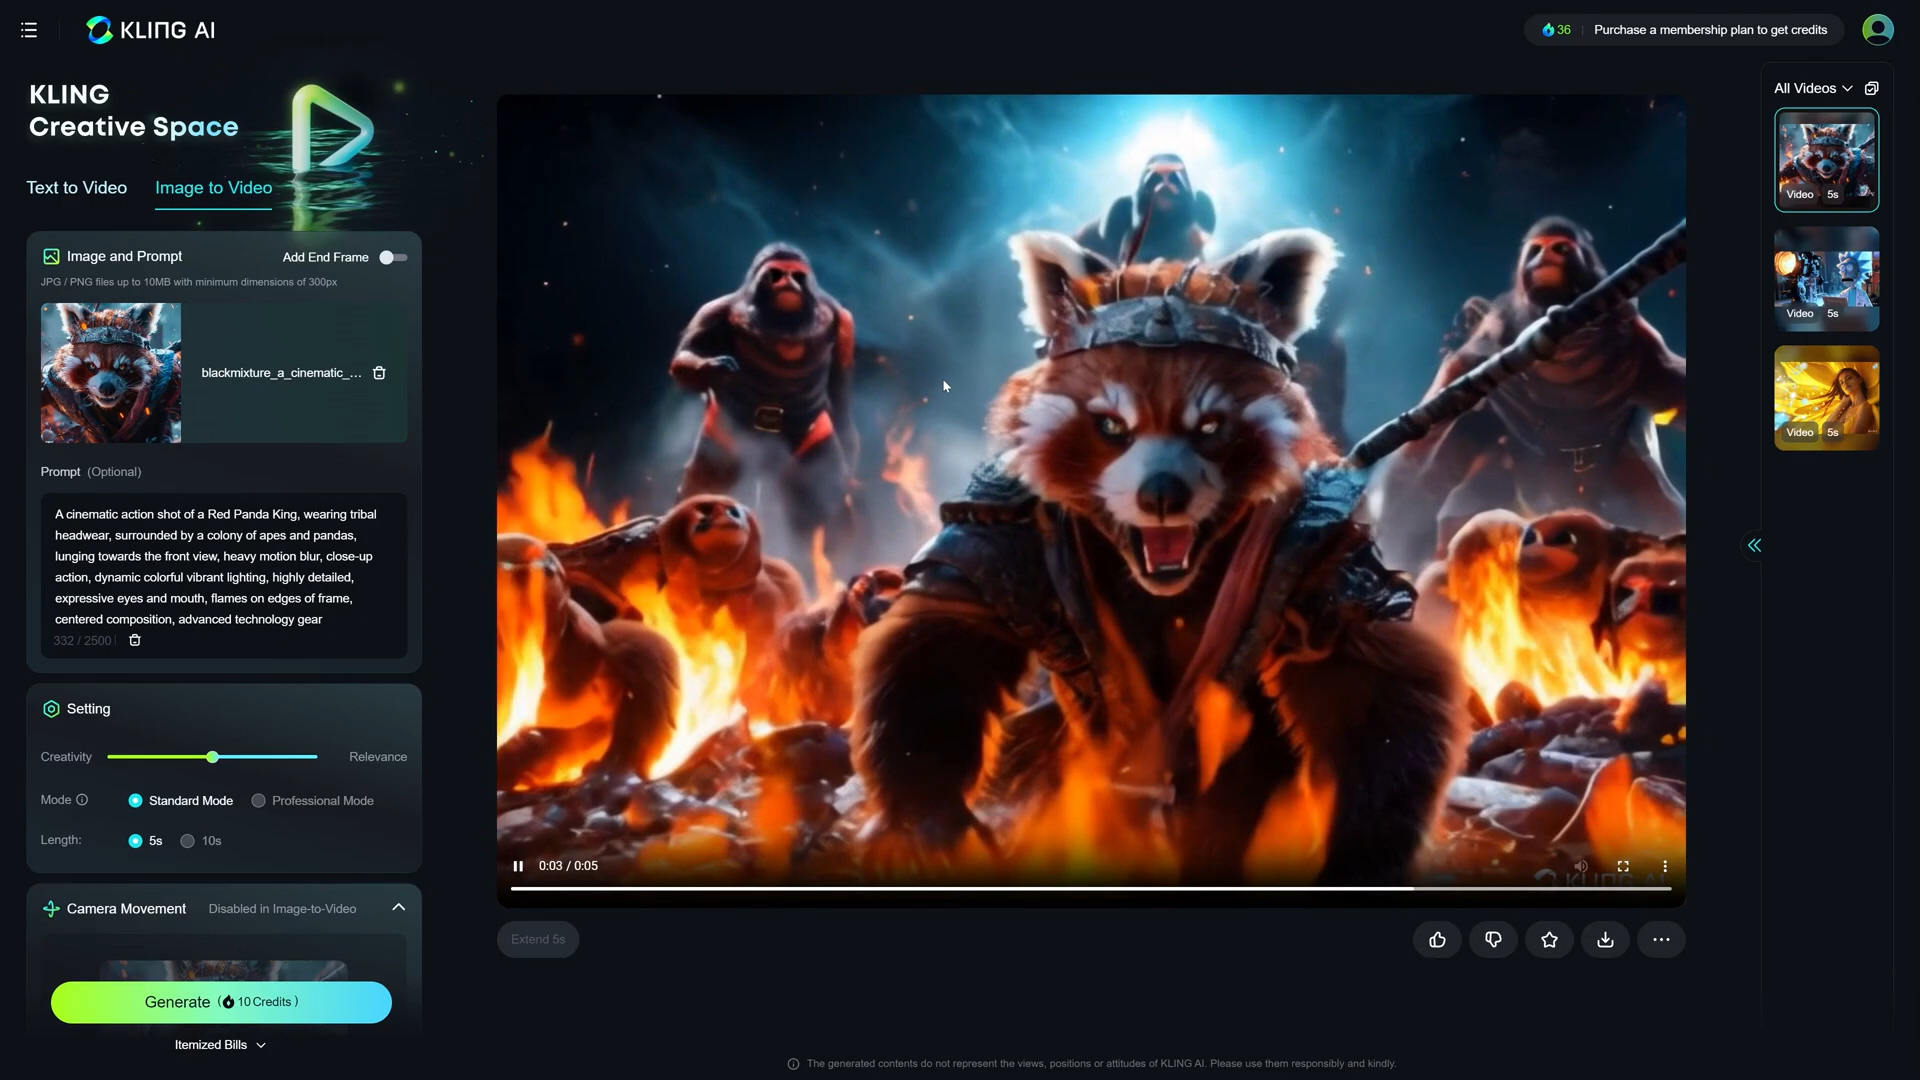 KLING AI
36
Purchase a membership plan to get credits
KLING
Creative Space
Text to Video
Image to Video
Image and Prompt
Add End Frame
JPG / PNG files up to 10MB with minimum dimensions of 300px
blackmixture_a_cinematic_...
Prompt (Optional)
A cinematic action shot of a Red Panda King, wearing tribal
headwear, surrounded by a colony of apes and pandas,
lunging towards the front view, heavy motion blur, close-up
action, dynamic colorful vibrant lighting, highly detailed,
expressive eyes and mouth, flames on edges of frame,
centered composition, advanced technology gear
332 / 2500
Setting
Creativity
Relevance
Mode
Standard Mode
Professional Mode
Length:
5s
10s
Camera Movement
Disabled in Image-to-Video
Generate ( 10 Credits )
Itemized Bills
0:03 / 0:05
KLING AI
Extend 5s
All Videos
Video 5s
Video 5s
Video 5s
The generated contents do not represent the views, positions or attitudes of KLING AI. Please use them responsibly and kindly.